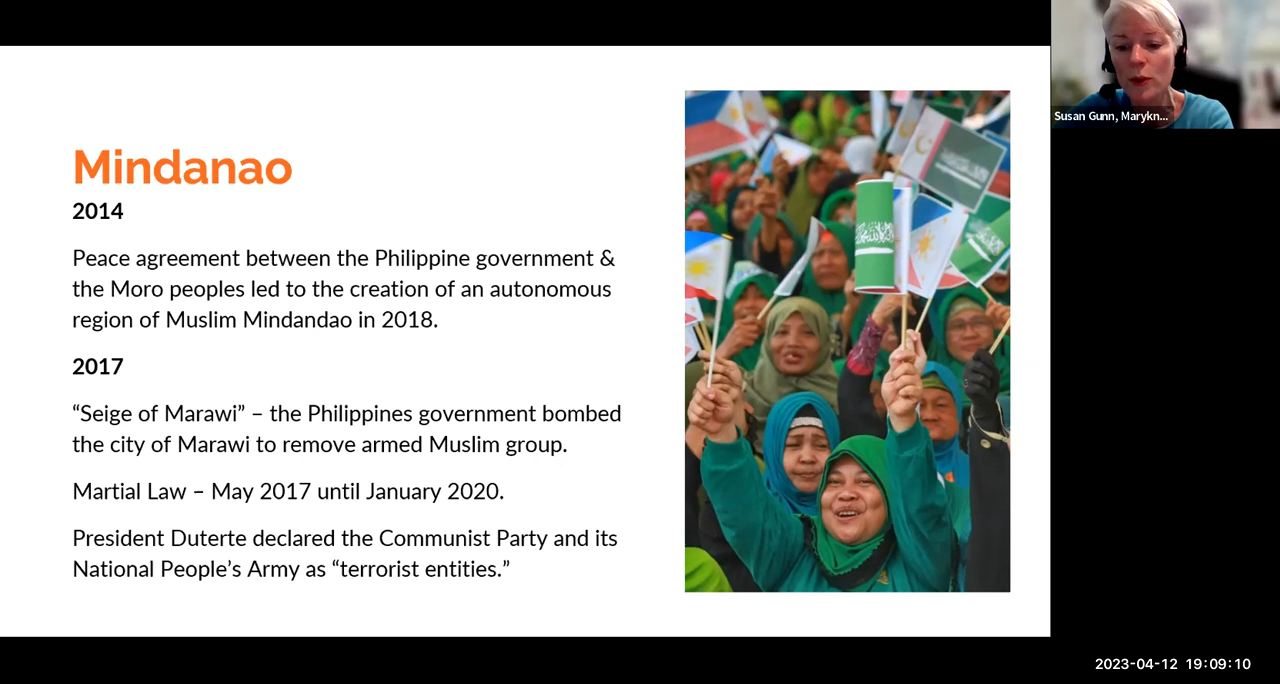 Mindanao
2014
Peace agreement between the Philippine government &
the Moro peoples led to the creation of an autonomous
region of Muslim Mindandao in 2018.
2017
“Seige of Marawi” – the Philippines government bombed
the city of Marawi to remove armed Muslim group.
Martial Law – May 2017 until January 2020.
President Duterte declared the Communist Party and its
National People’s Army as “terrorist entities.”
Susan Gunn, Marykn...
2023-04-12 19:09:10